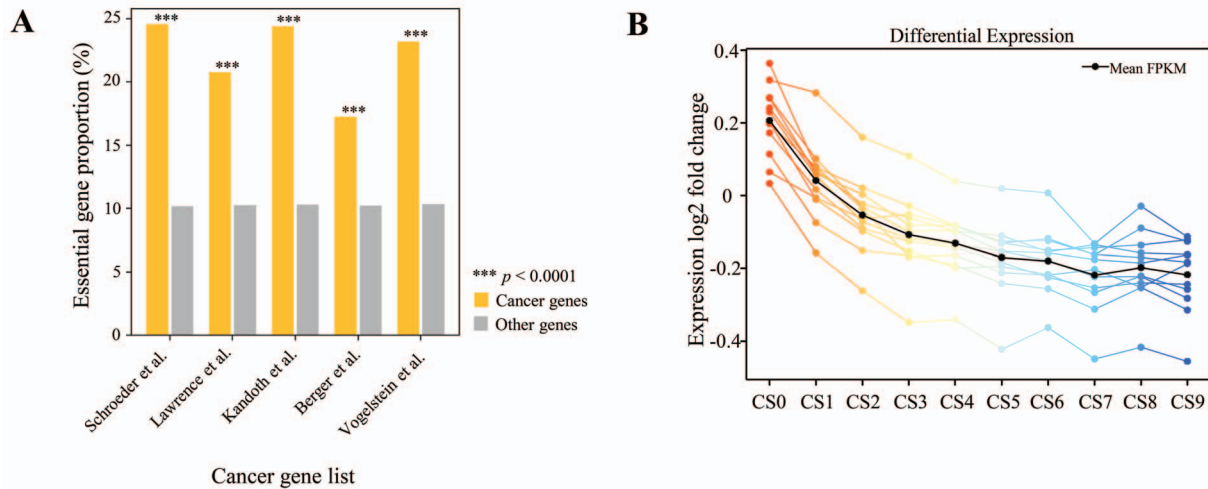 A
Essential gene proportion (%)
25
20
15
10
5
0
***
***
***
***
***
*** p < 0.0001
Cancer genes
Other genes
Schroeder et al.
Lawrence et al.
Kandoth et al.
Berger et al.
Vogelstein et al.
Cancer gene list
B
Differential Expression
Mean FPKM
Expression log2 fold change
0.4
0.2
0
-0.2
-0.4
CS0 CS1 CS2 CS3 CS4 CS5 CS6 CS7 CS8 CS9